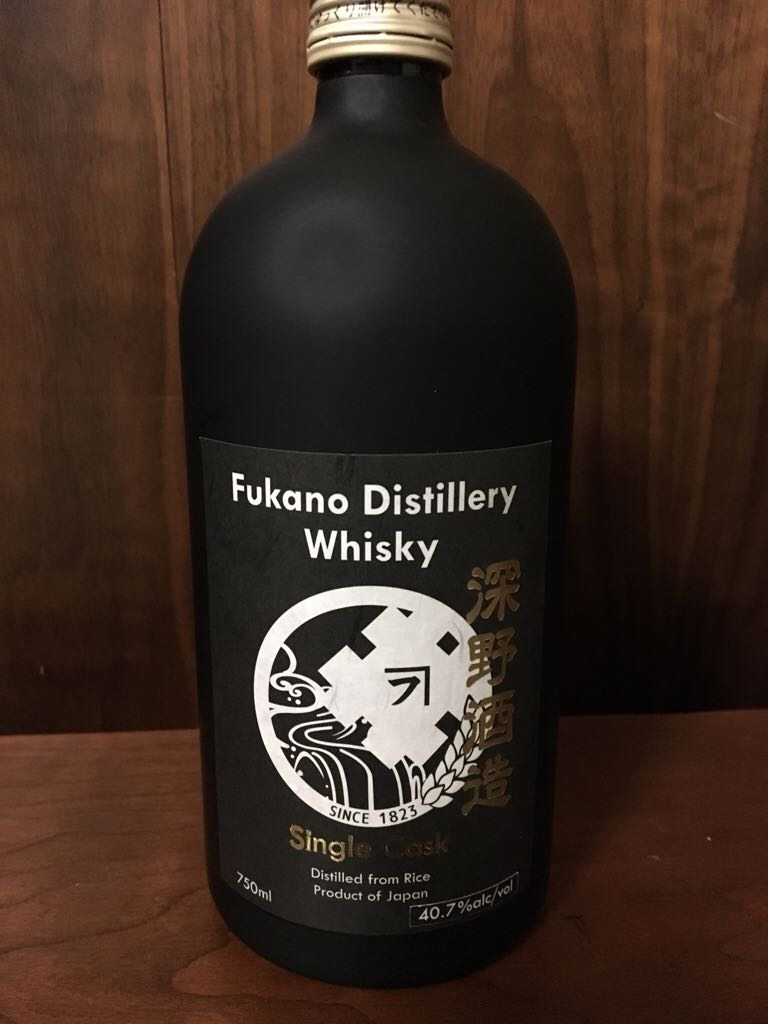 Fukano Distillery
Whisky
深野酒造
SINCE 1823
Single Cask
Distilled from Rice
Product of Japan
750ml
40.7%alc/vol